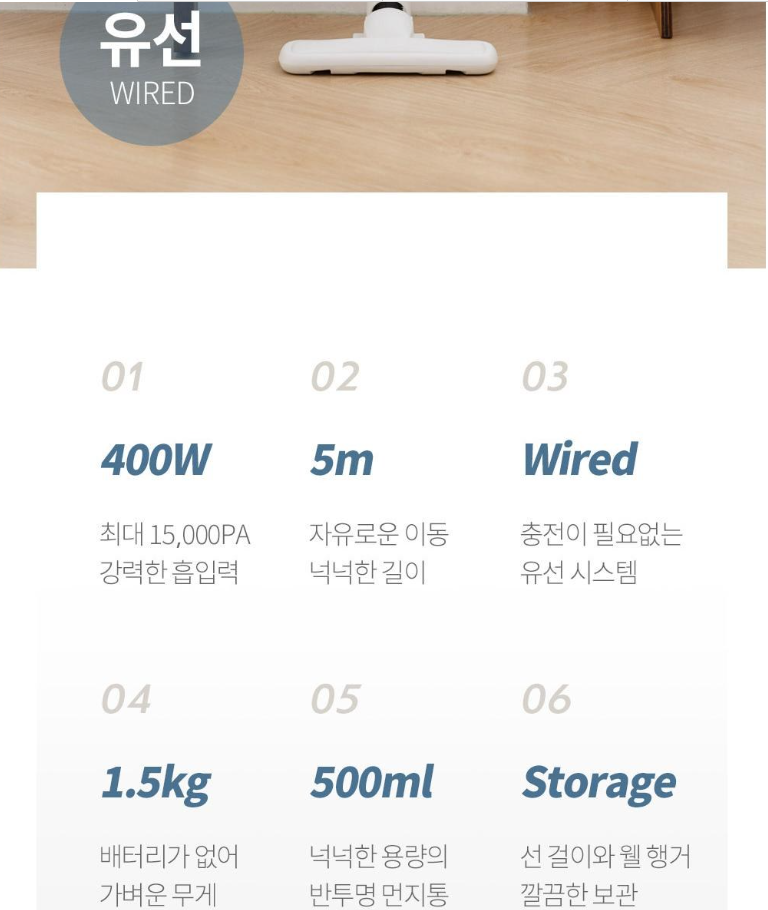 유선
WIRED
01
02
03
400W
5m
Wired
최대 15,000PA
강력한 흡입력
자유로운 이동
넉넉한 길이
충전이 필요없는
유선 시스템
04
05
06
1.5kg
500ml
Storage
배터리가 없어
가벼운 무게
넉넉한 용량의
반투명 먼지통
선 걸이와 웰 행거
깔끔한 보관